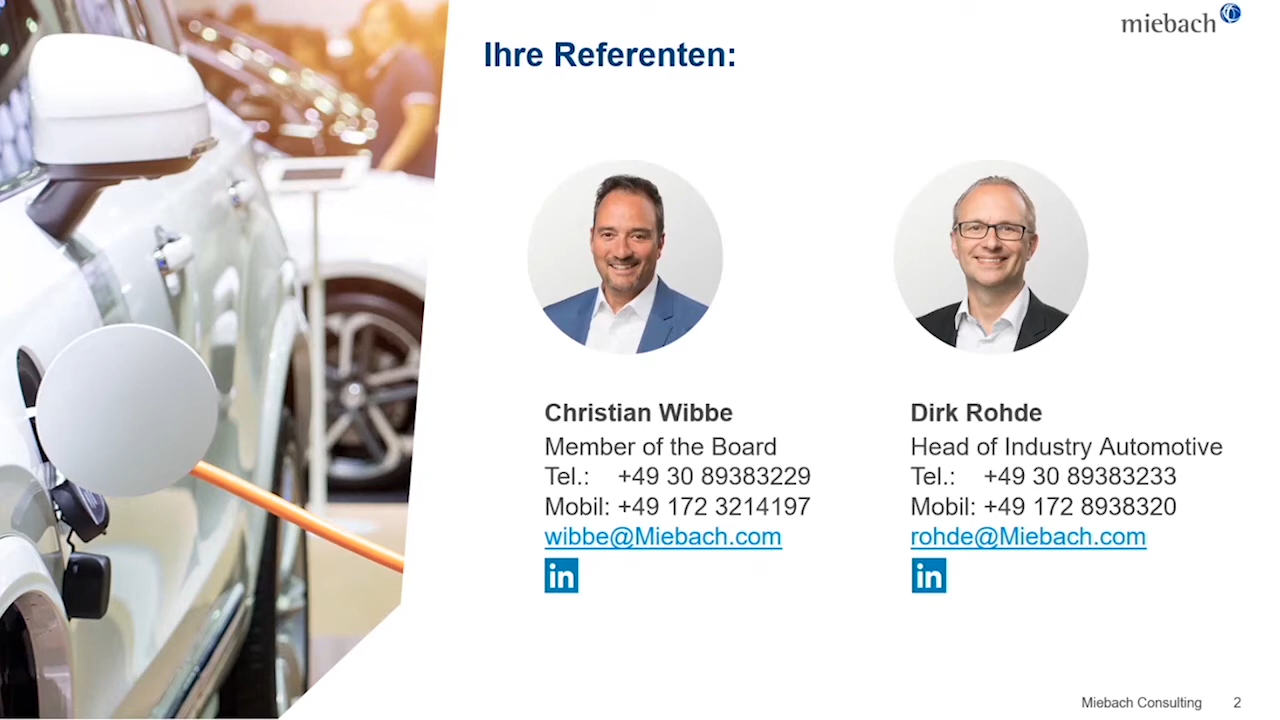 miebach
Ihre Referenten:
Christian Wibbe
Member of the Board
Tel.: +49 30 89383229
Mobil: +49 172 3214197
wibbe@Miebach.com
in
Dirk Rohde
Head of Industry Automotive
Tel.: +49 30 89383233
Mobil: +49 172 8938320
rohde@Miebach.com
in
Miebach Consulting 2